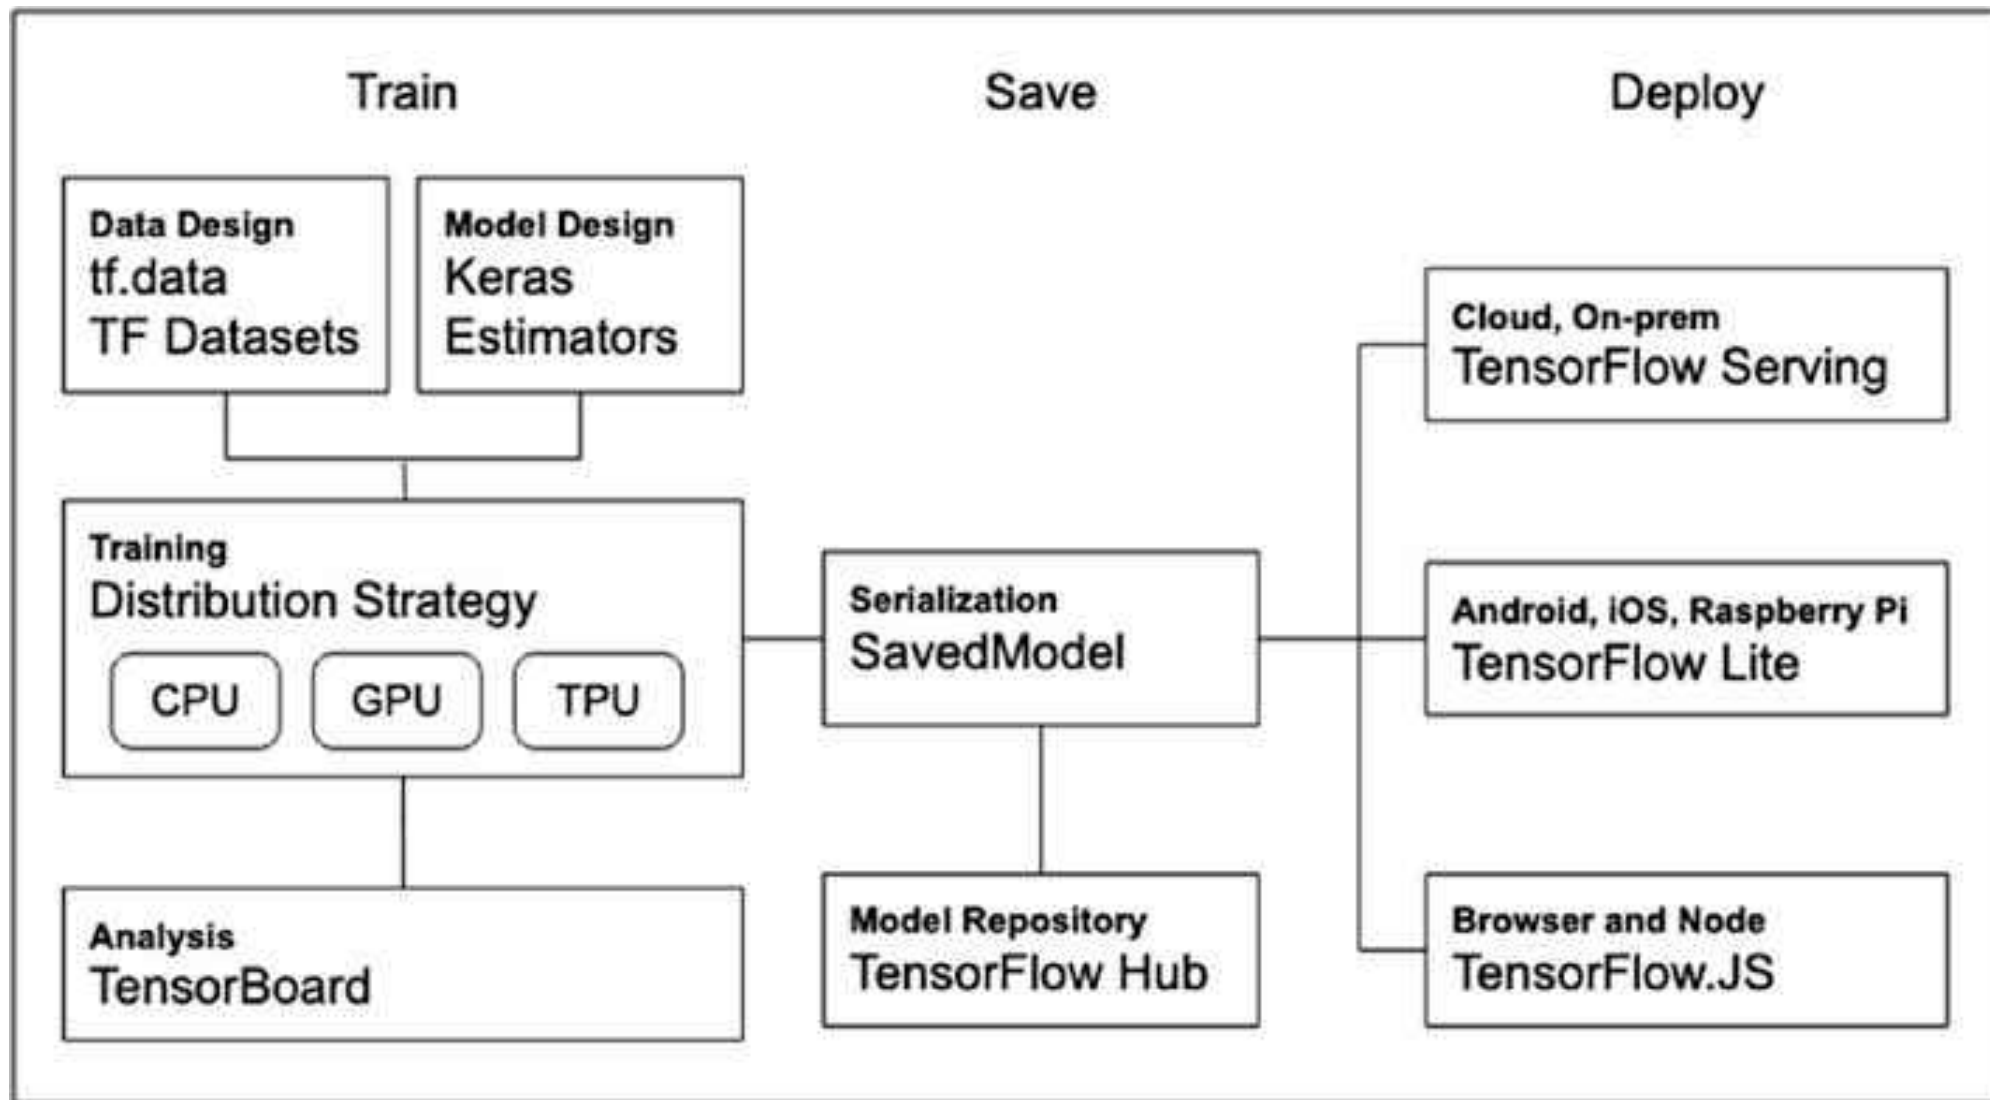 Train
Save
Deploy
Data Design
tf.data
TF Datasets
Model Design
Keras
Estimators
Training
Distribution Strategy
CPU
GPU
TPU
Analysis
TensorBoard
Serialization
SavedModel
Model Repository
TensorFlow Hub
Cloud, On-prem
TensorFlow Serving
Android, iOS, Raspberry Pi
TensorFlow Lite
Browser and Node
TensorFlow.JS